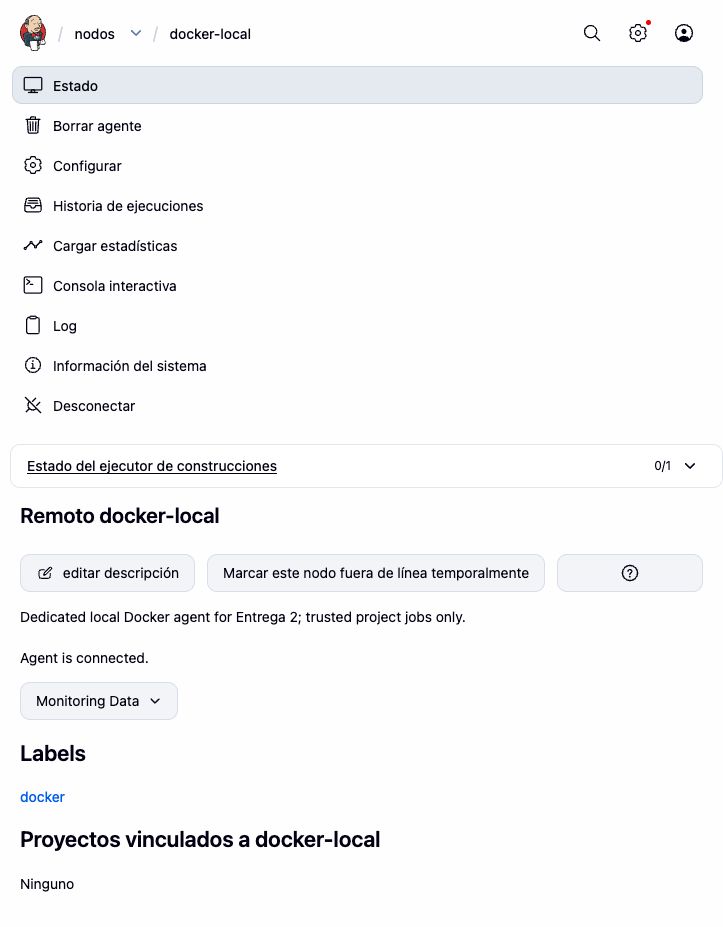 / nodos / docker-local
Estado
Borrar agente
Configurar
Historia de ejecuciones
Cargar estadísticas
Consola interactiva
Log
Información del sistema
Desconectar
Estado del ejecutor de construcciones 0/1
Remoto docker-local
editar descripción Marcar este nodo fuera de línea temporalmente ?
Dedicated local Docker agent for Entrega 2; trusted project jobs only.
Agent is connected.
Monitoring Data
Labels
docker
Proyectos vinculados a docker-local
Ninguno